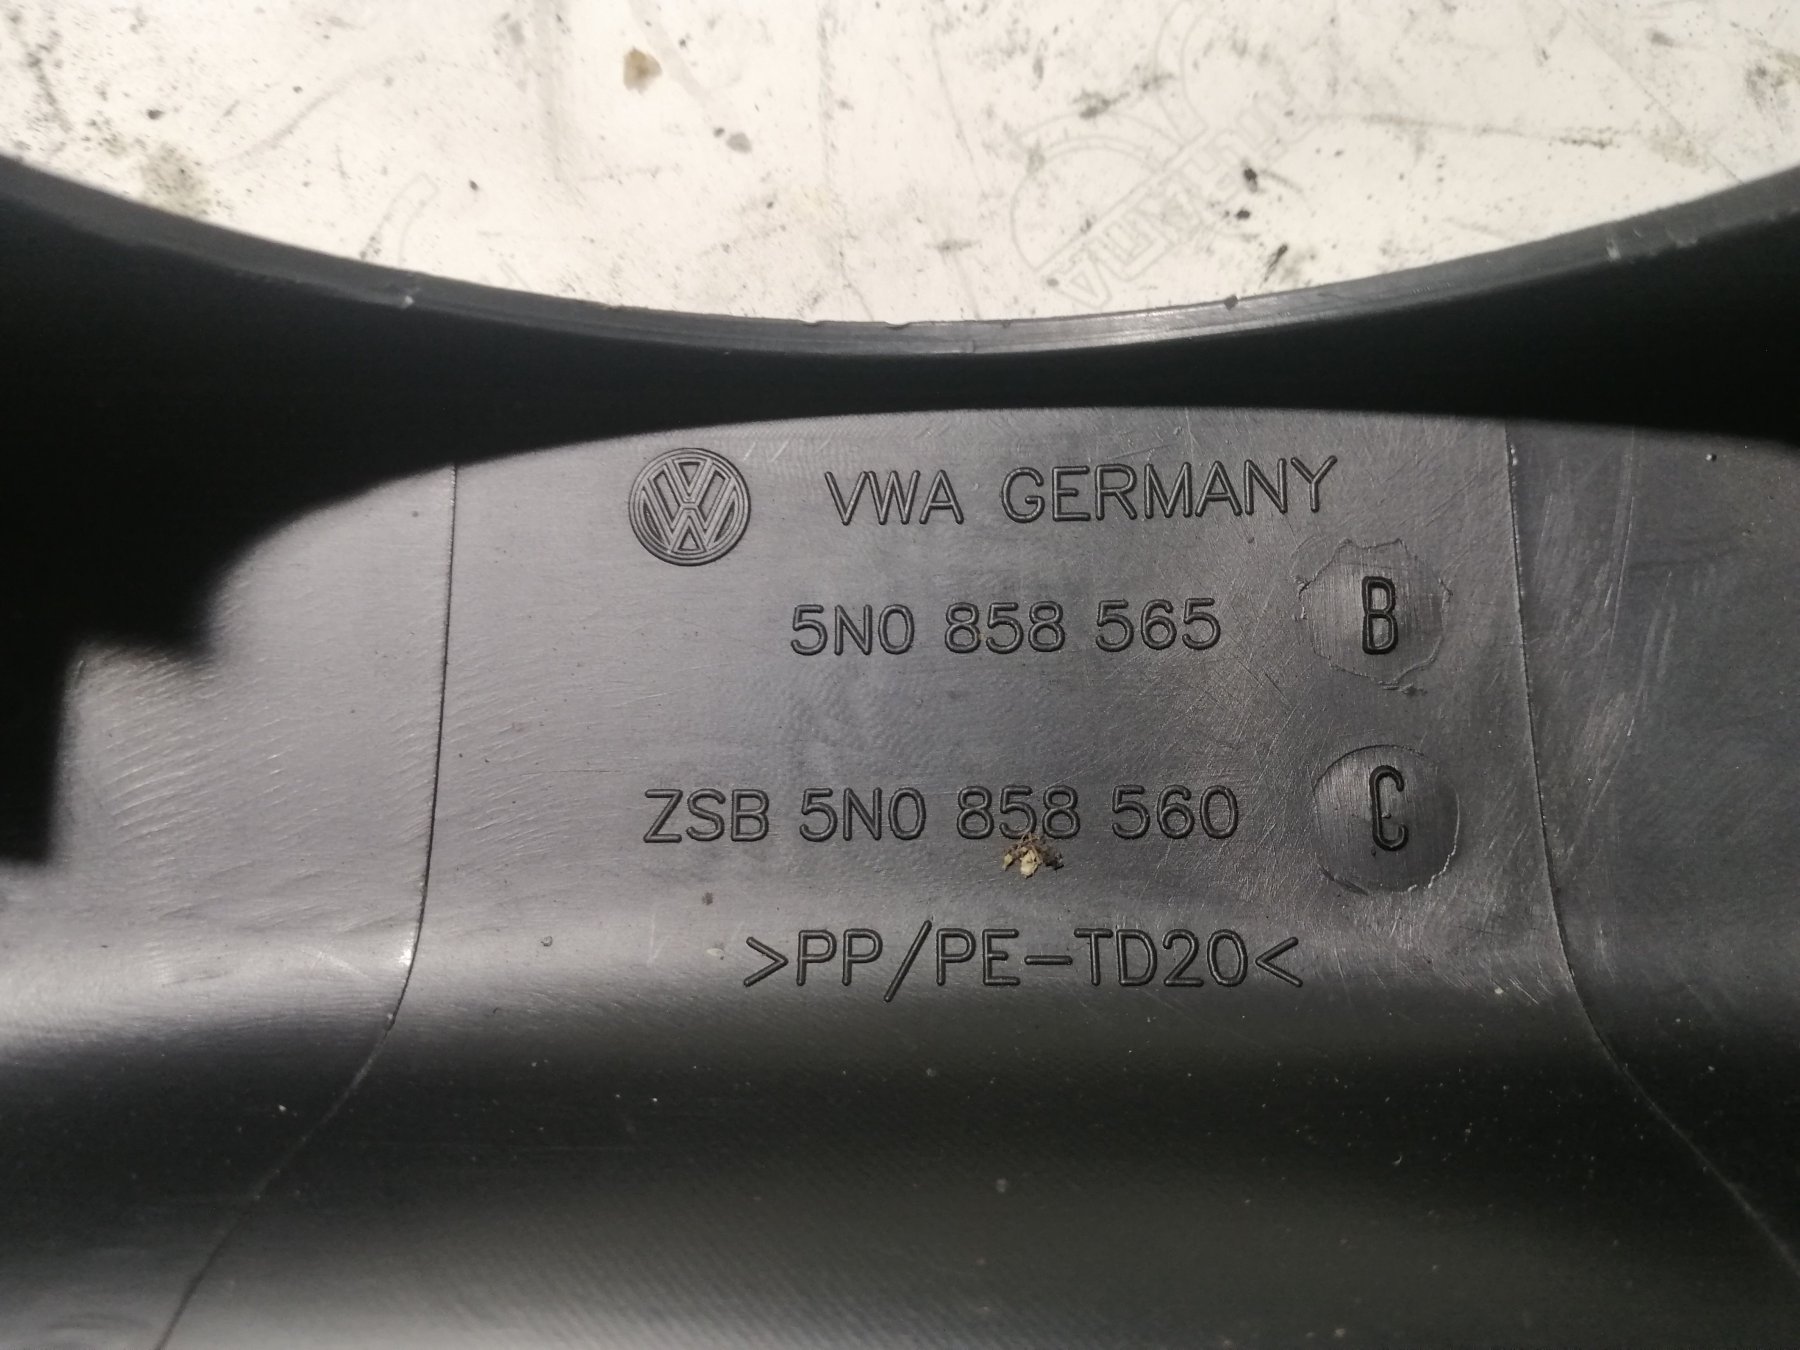 VWA GERMANY
5N0 858 565 B
ZSB 5N0 858 560 C
>PP/PE-TD20<